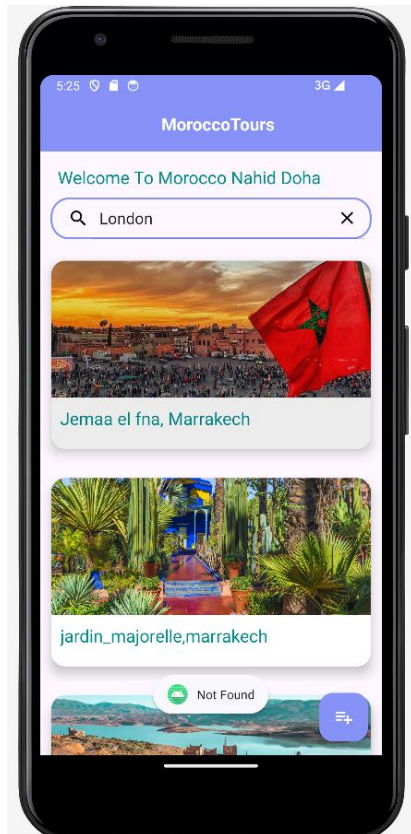 5:25
3G
MoroccoTours
Welcome To Morocco Nahid Doha
London
Jemaa el fna, Marrakech
jardin_majorelle,marrakech
Not Found